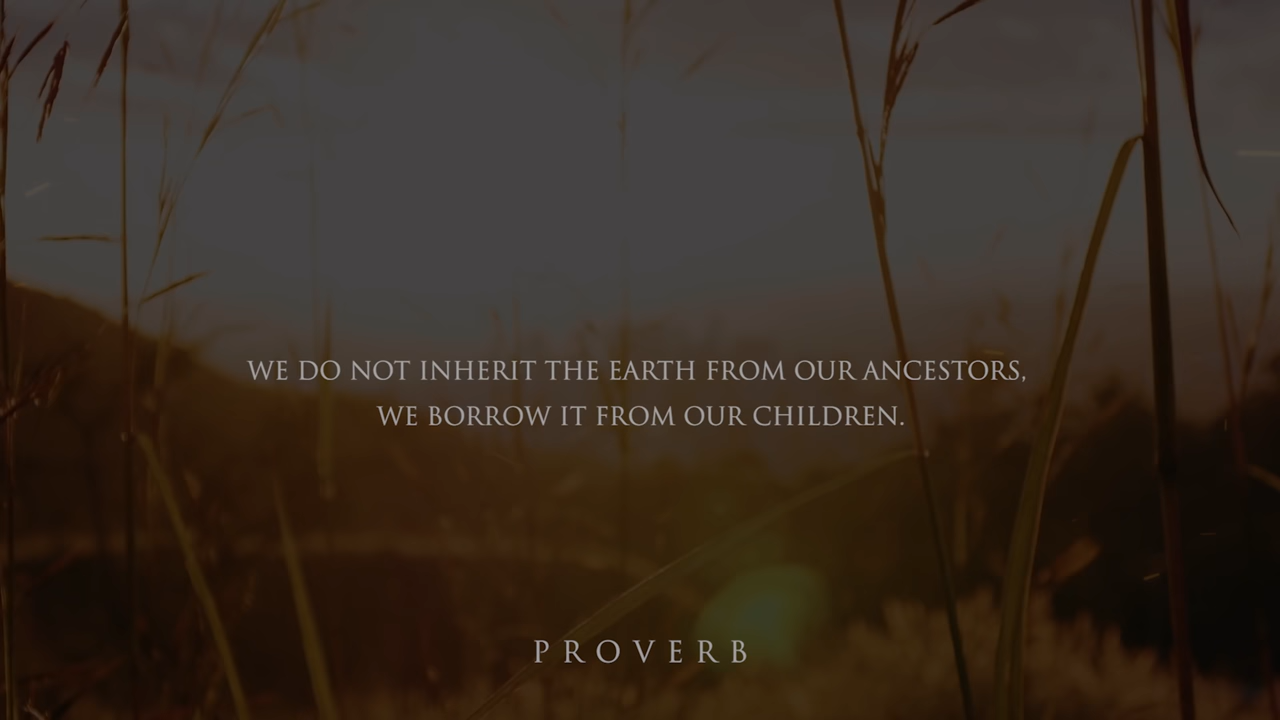 WE DO NOT INHERIT THE EARTH FROM OUR ANCESTORS,
WE BORROW IT FROM OUR CHILDREN.
PROVERB